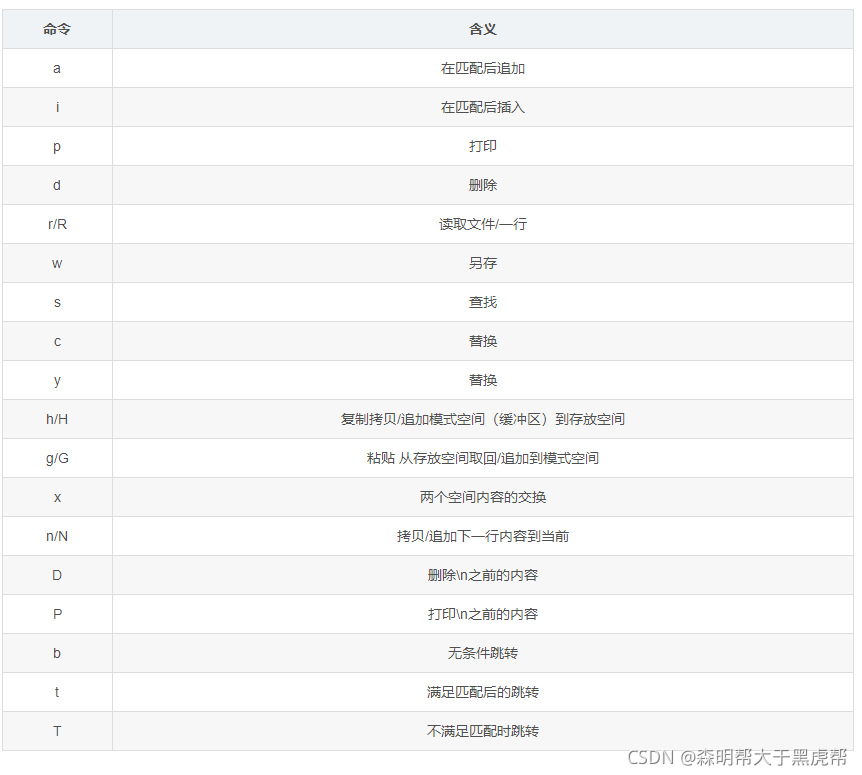 命令 含义
a 在匹配后追加
i 在匹配后插入
p 打印
d 删除
r/R 读取文件/一行
w 另存
s 查找
c 替换
y 替换
h/H 复制拷贝/追加模式空间（缓冲区）到存放空间
g/G 粘贴 从存放空间取回/追加到模式空间
x 两个空间内容的交换
n/N 拷贝/追加下一行内容到当前
D 删除\n之前的内容
P 打印\n之前的内容
b 无条件跳转
t 满足匹配后的跳转
T 不满足匹配时跳转
CSDN @森明帮大于黑虎帮